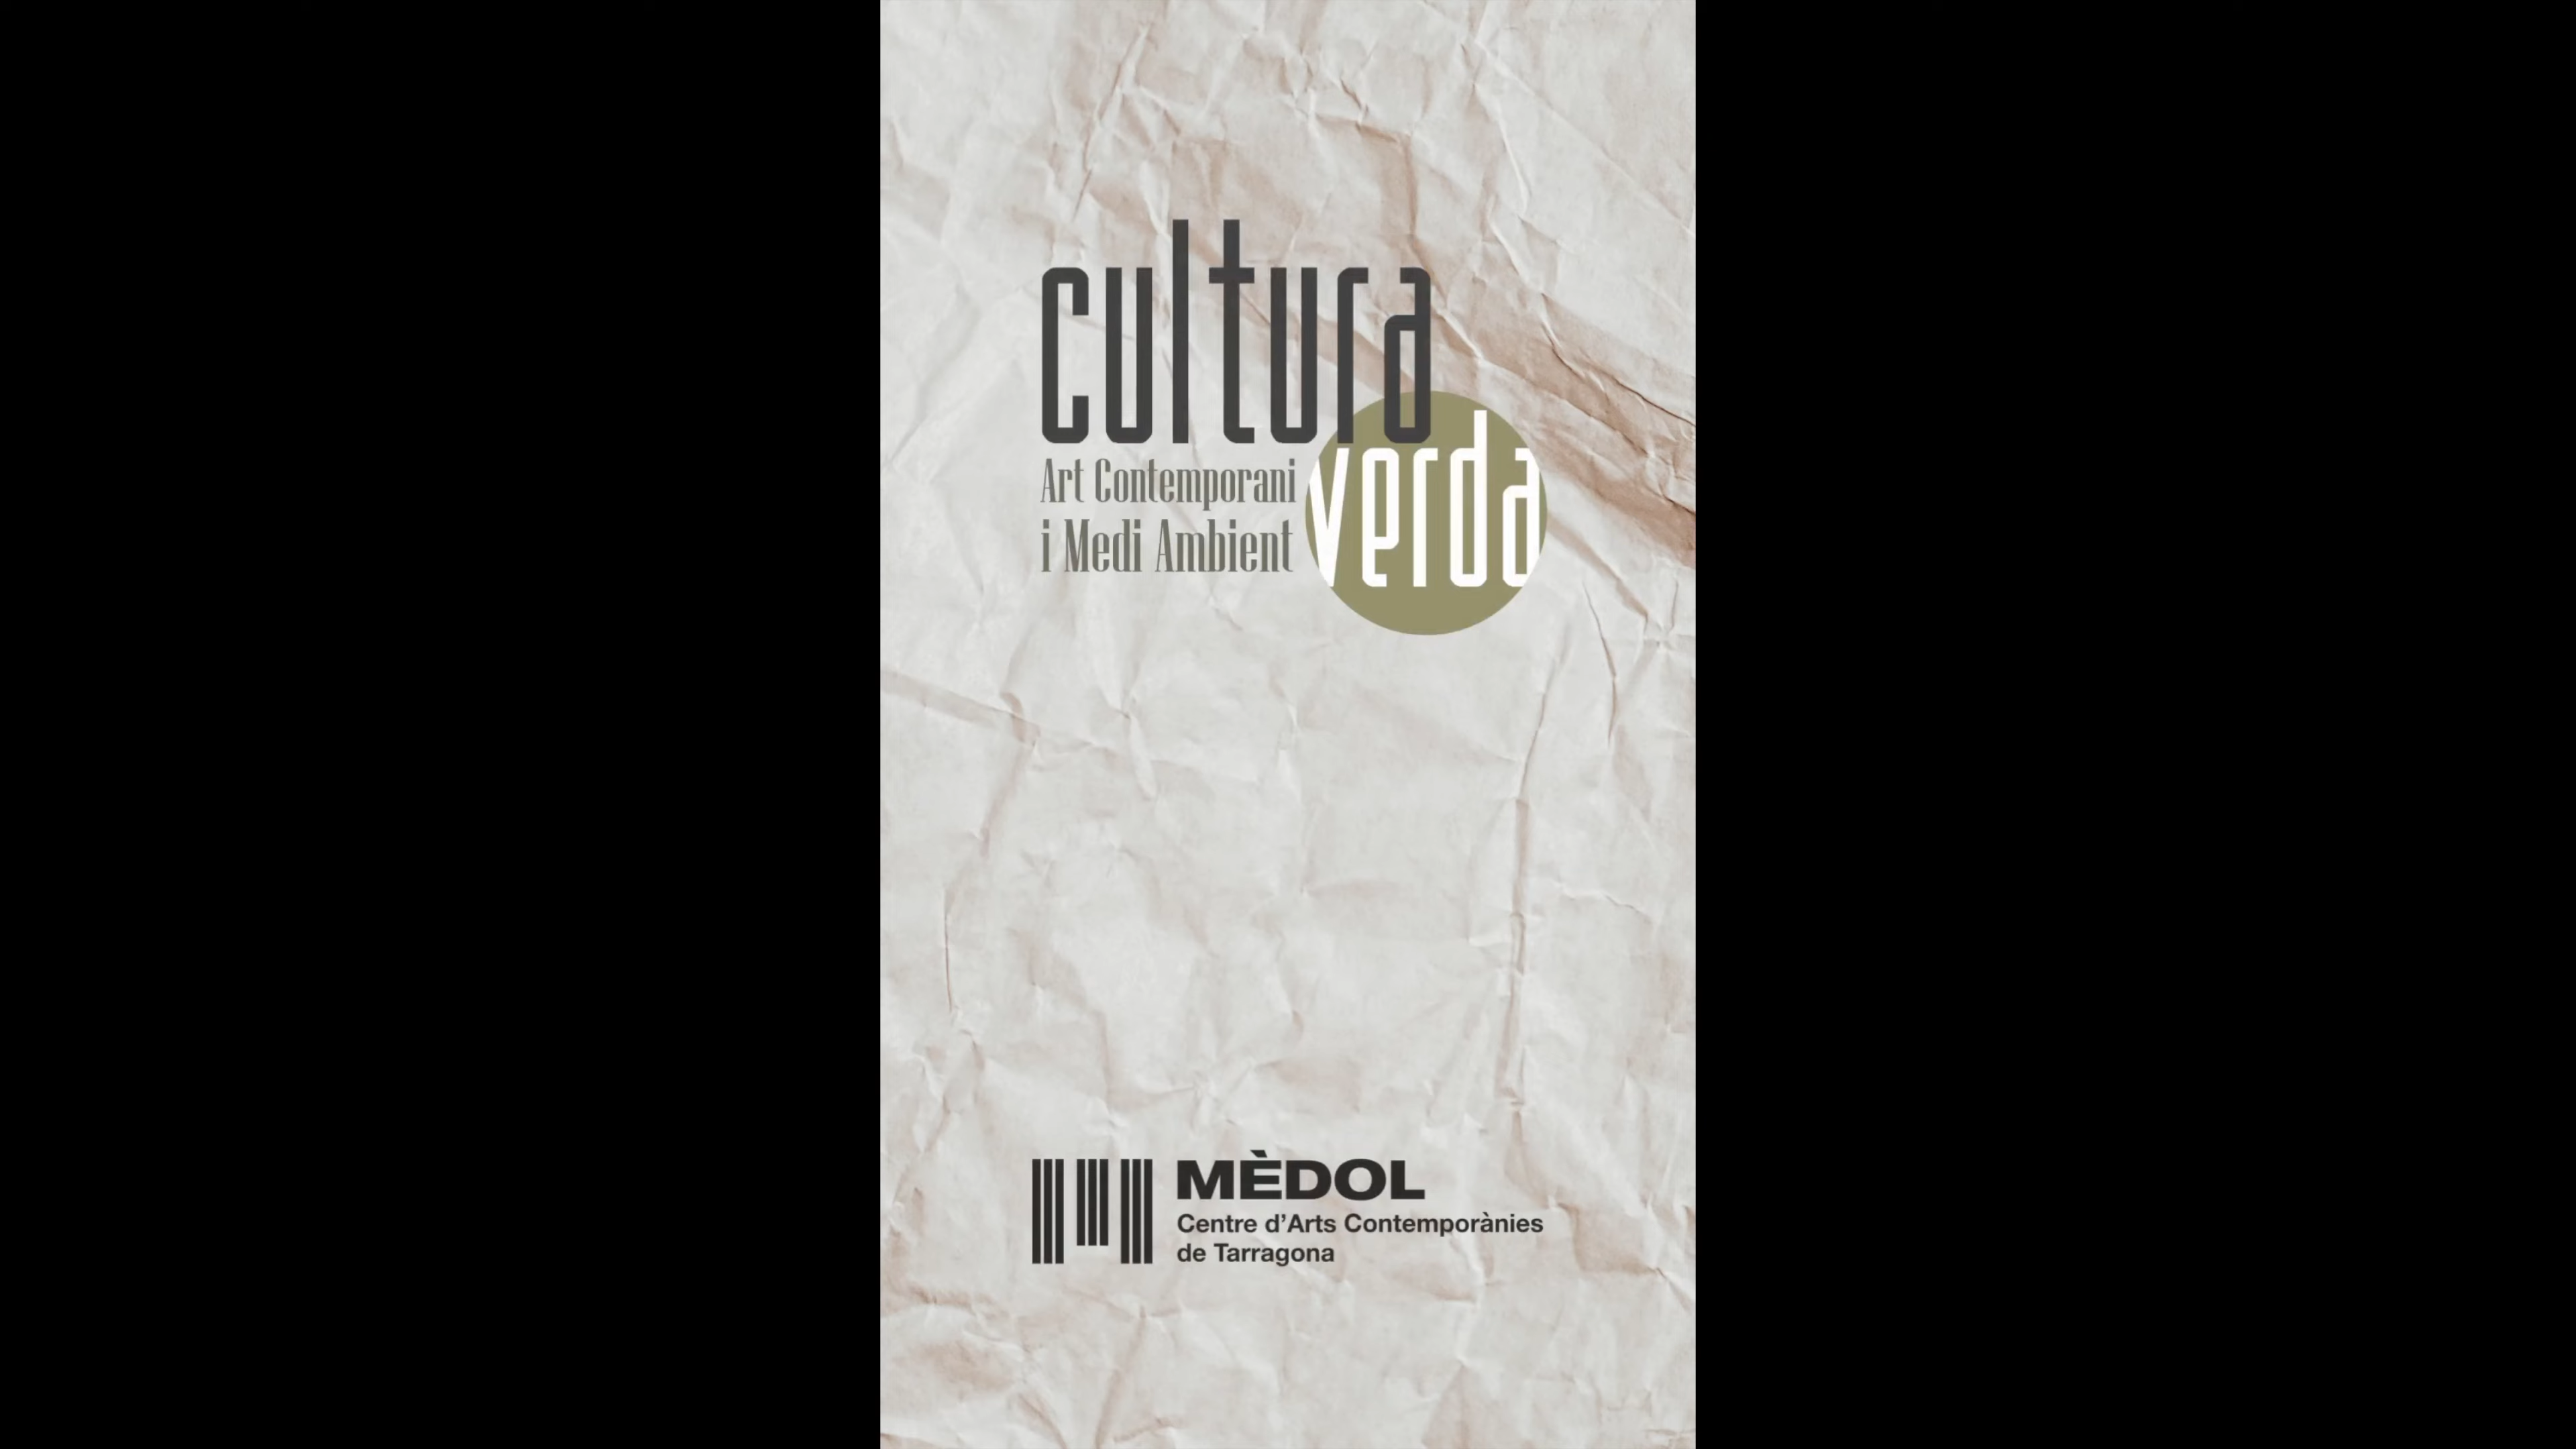 cultura
verda
Art Contemporani
i Medi Ambient
MÈDOL
Centre d'Arts Contemporànies
de Tarragona